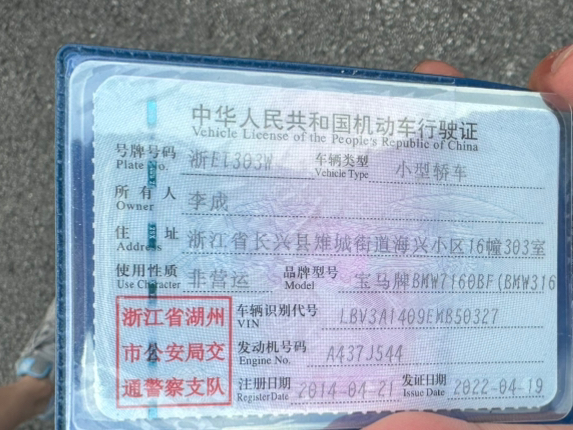 中华人民共和国机动车行驶证
Vehicle License of the People's Republic of China
号牌号码 浙E1303W 车辆类型 小型轿车
Plate No. Vehicle Type
所有人 李成
Owner
住址 浙江省长兴县雉城街道海兴小区16幢303室
Address
使用性质 非营运 品牌型号 宝马牌BMW7160BF(BMW316
Use Character Model
浙江省湖州 车辆识别代号 LBV3A1409EMB50327
市公安局交 VIN
通警察支队 发动机号码 A437J544
Engine No.
注册日期 2014-04-21 发证日期 2022-04-19
Register Date Issue Date